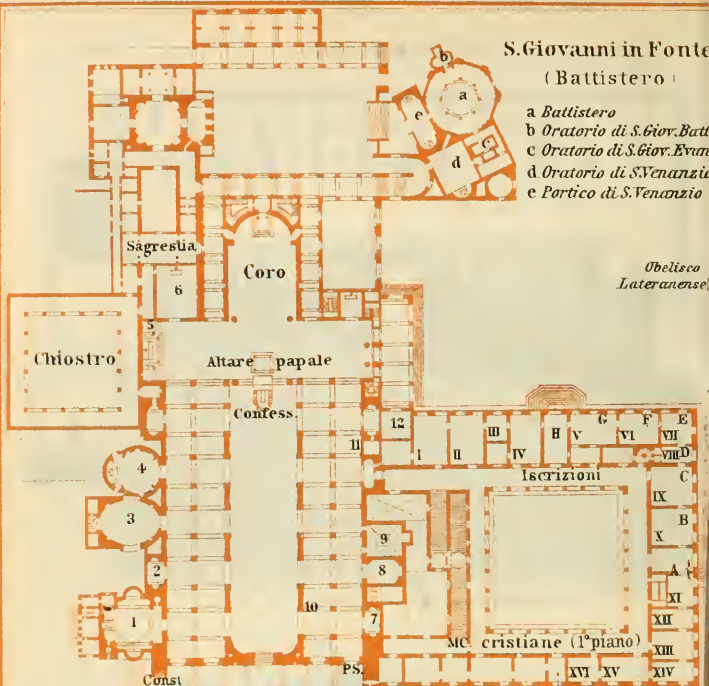 S.Giovanni in Fonte
(Battistero)
a Battistero
b Oratorio di S.Giov.Batt
c Oratorio di S.Giov.Evan
d Oratorio di S.Venanzio
e Portico di S.Venanzio
b
a
e
c
d
Obelisco
Lateranense
Sagrestia
6
Coro
5
Chiostro
Altare papale
Confess.
4
3
2
1
11
12
9
8
7
10
I
II
III
IV
H
G
V
F
VI
E
VII
VIII
D
Iscrizioni
C
IX
B
X
A
XI
XII
XIII
MC. cristiane (1º piano)
XVI
XV
XIV
Const
PS.